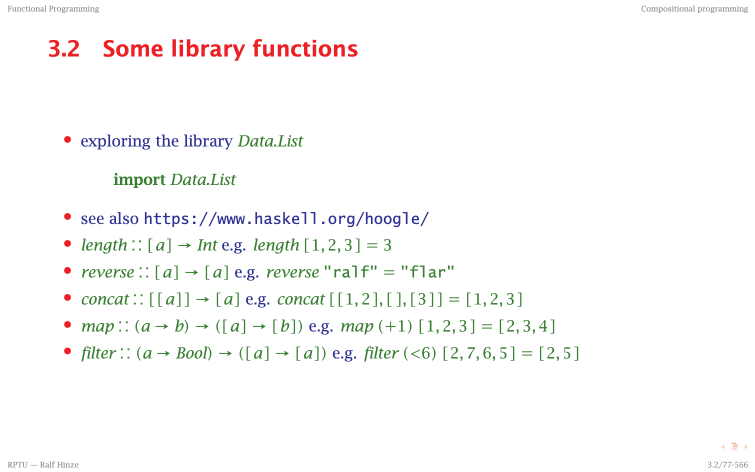 Functional Programming Compositional programming
3.2 Some library functions
• exploring the library Data.List
import Data.List
• see also https://www.haskell.org/hoogle/
• length :: [a] → Int e.g. length [1,2,3] = 3
• reverse :: [a] → [a] e.g. reverse "ralf" = "flar"
• concat :: [[a]] → [a] e.g. concat [[1,2],[],[3]] = [1,2,3]
• map :: (a → b) → ([a] → [b]) e.g. map (+1) [1,2,3] = [2,3,4]
• filter :: (a → Bool) → ([a] → [a]) e.g. filter (<6) [2,7,6,5] = [2,5]
RPTU — Ralf Hinze 3.2/77-566